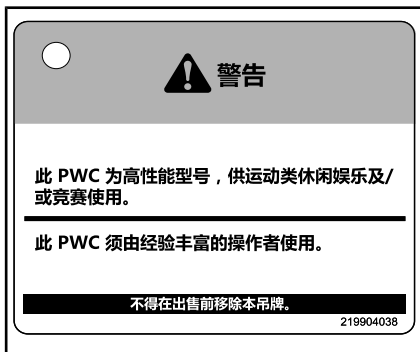 警告
此 PWC 为高性能型号，供运动类休闲娱乐及/
或竞赛使用。
此 PWC 须由经验丰富的操作者使用。
不得在出售前移除本吊牌。
219904038